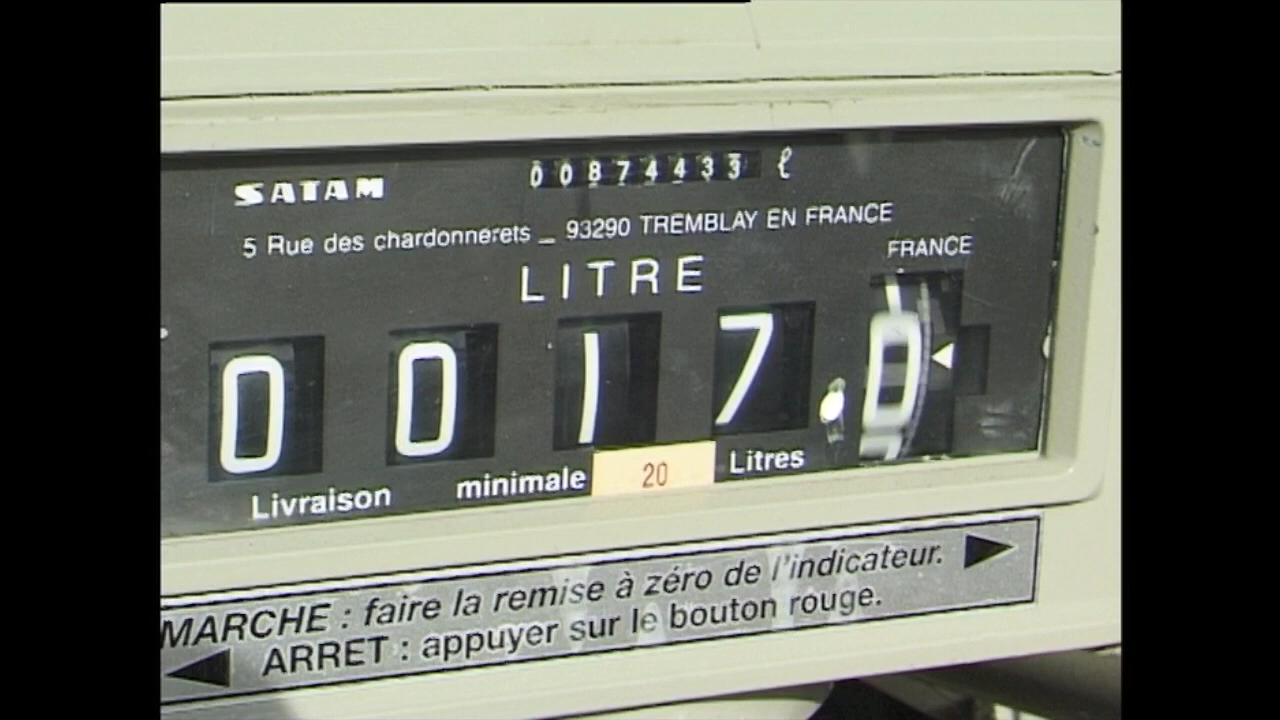 SATAM
00874433 ℓ
5 Rue des chardonnerets _ 93290 TREMBLAY EN FRANCE
FRANCE
LITRE
0017.0
Livraison minimale 20 Litres
MARCHE : faire la remise à zéro de l'indicateur.
ARRET : appuyer sur le bouton rouge.